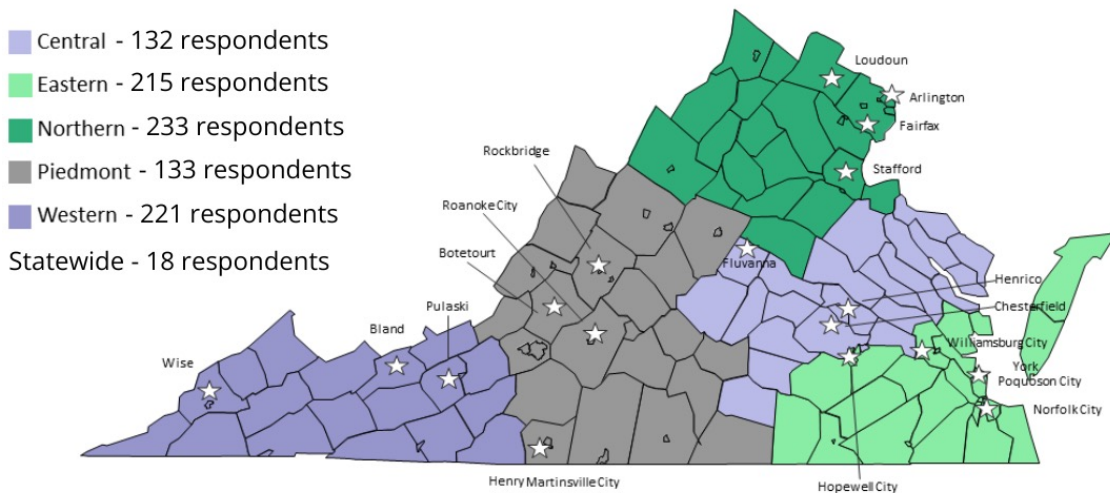 Central - 132 respondents
Eastern - 215 respondents
Northern - 233 respondents
Piedmont - 133 respondents
Western - 221 respondents
Statewide - 18 respondents
Loudoun
Arlington
Fairfax
Stafford
Rockbridge
Roanoke City
Botetourt
Pulaski
Bland
Wise
Fluvanna
Henrico
Chesterfield
Williamsburg City
York
Poquoson City
Norfolk City
Henry Martinsville City
Hopewell City